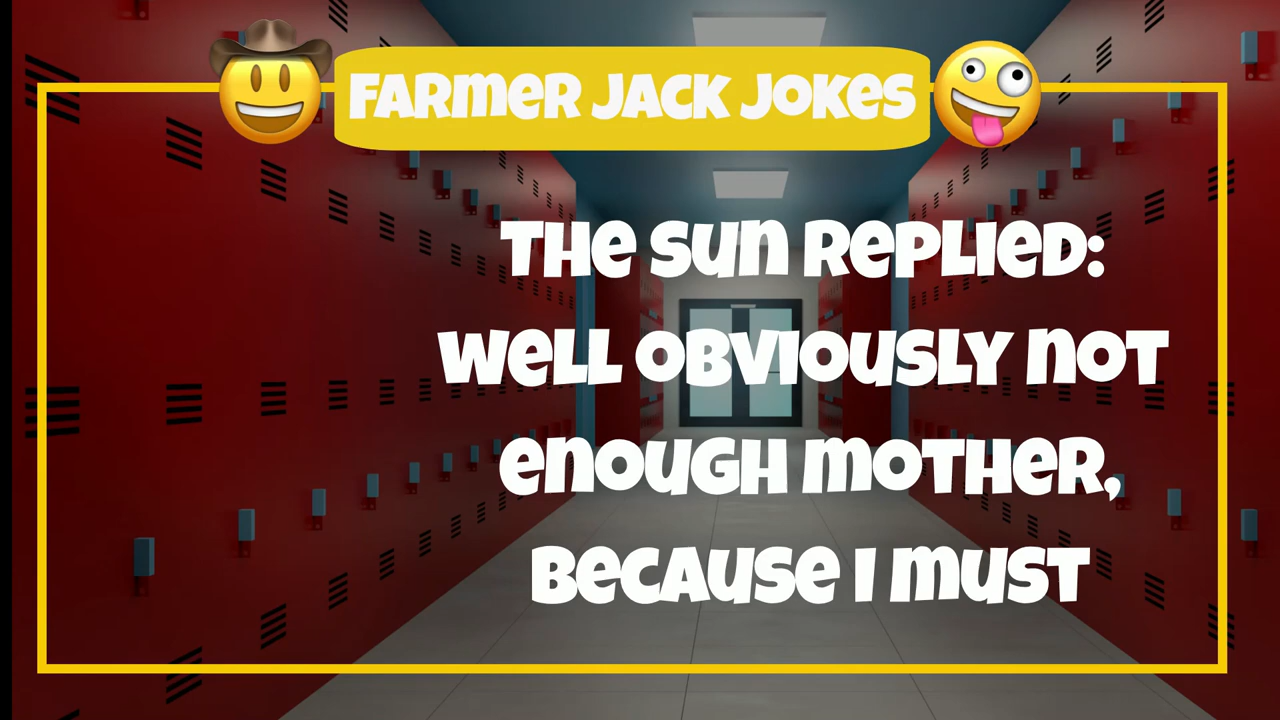 FARMER JACK JOKES
THE SUN REPLIED:
WELL OBVIOUSLY NOT
ENOUGH MOTHER,
BECAUSE I MUST